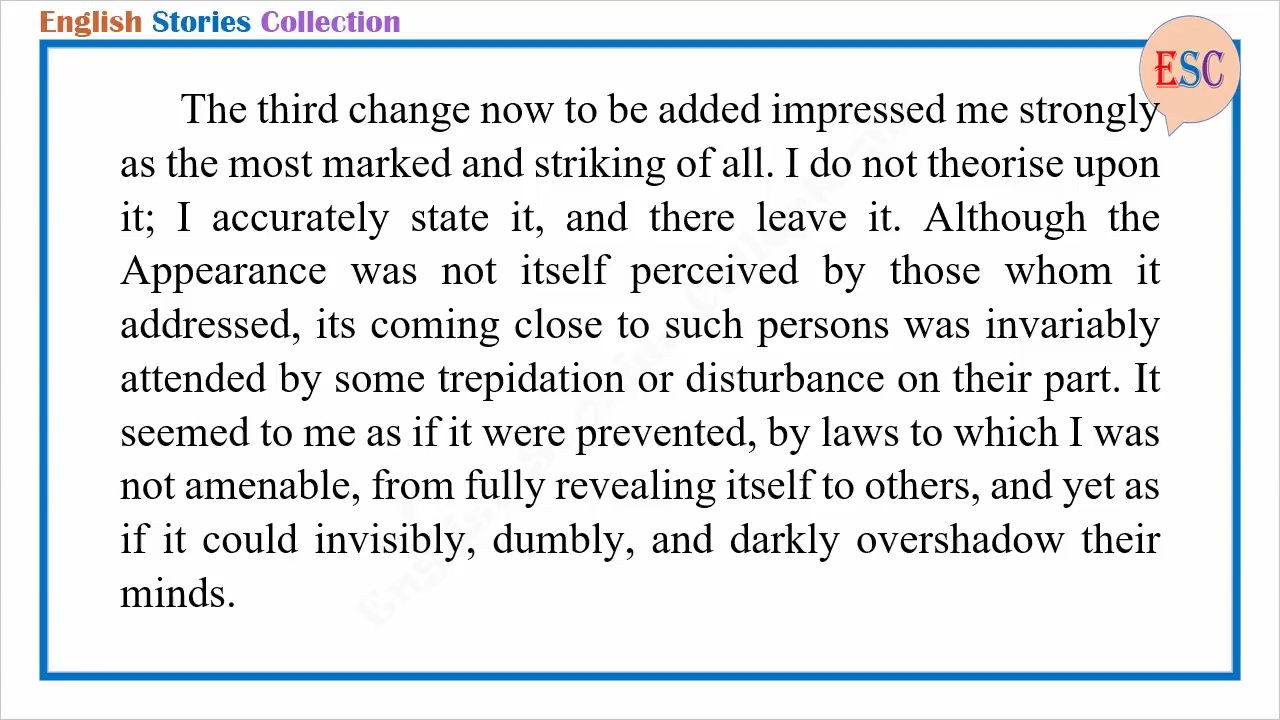 English Stories Collection
ESC
The third change now to be added impressed me strongly
as the most marked and striking of all. I do not theorise upon
it; I accurately state it, and there leave it. Although the
Appearance was not itself perceived by those whom it
addressed, its coming close to such persons was invariably
attended by some trepidation or disturbance on their part. It
seemed to me as if it were prevented, by laws to which I was
not amenable, from fully revealing itself to others, and yet as
if it could invisibly, dumbly, and darkly overshadow their
minds.